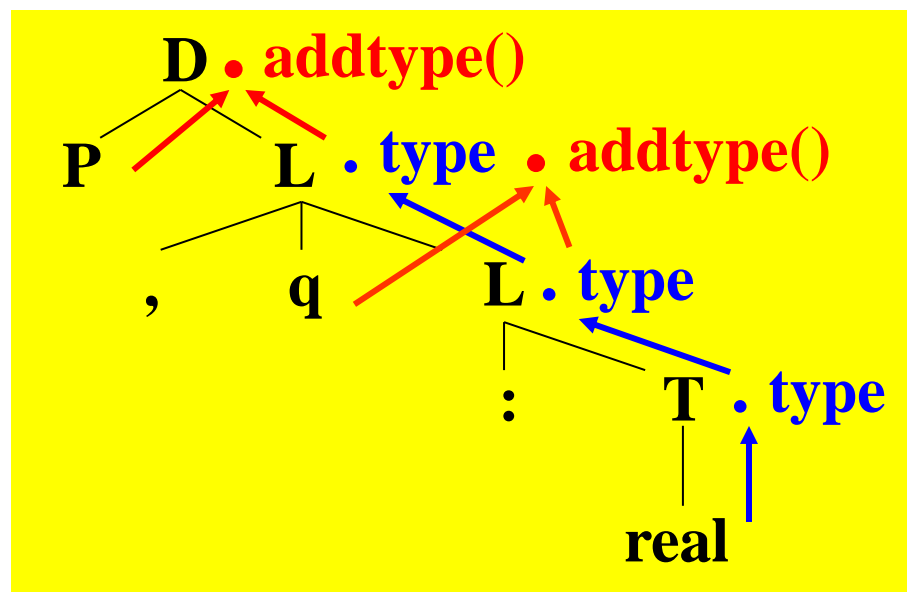 D . addtype()
P L . type . addtype()
, q L . type
: T . type
real